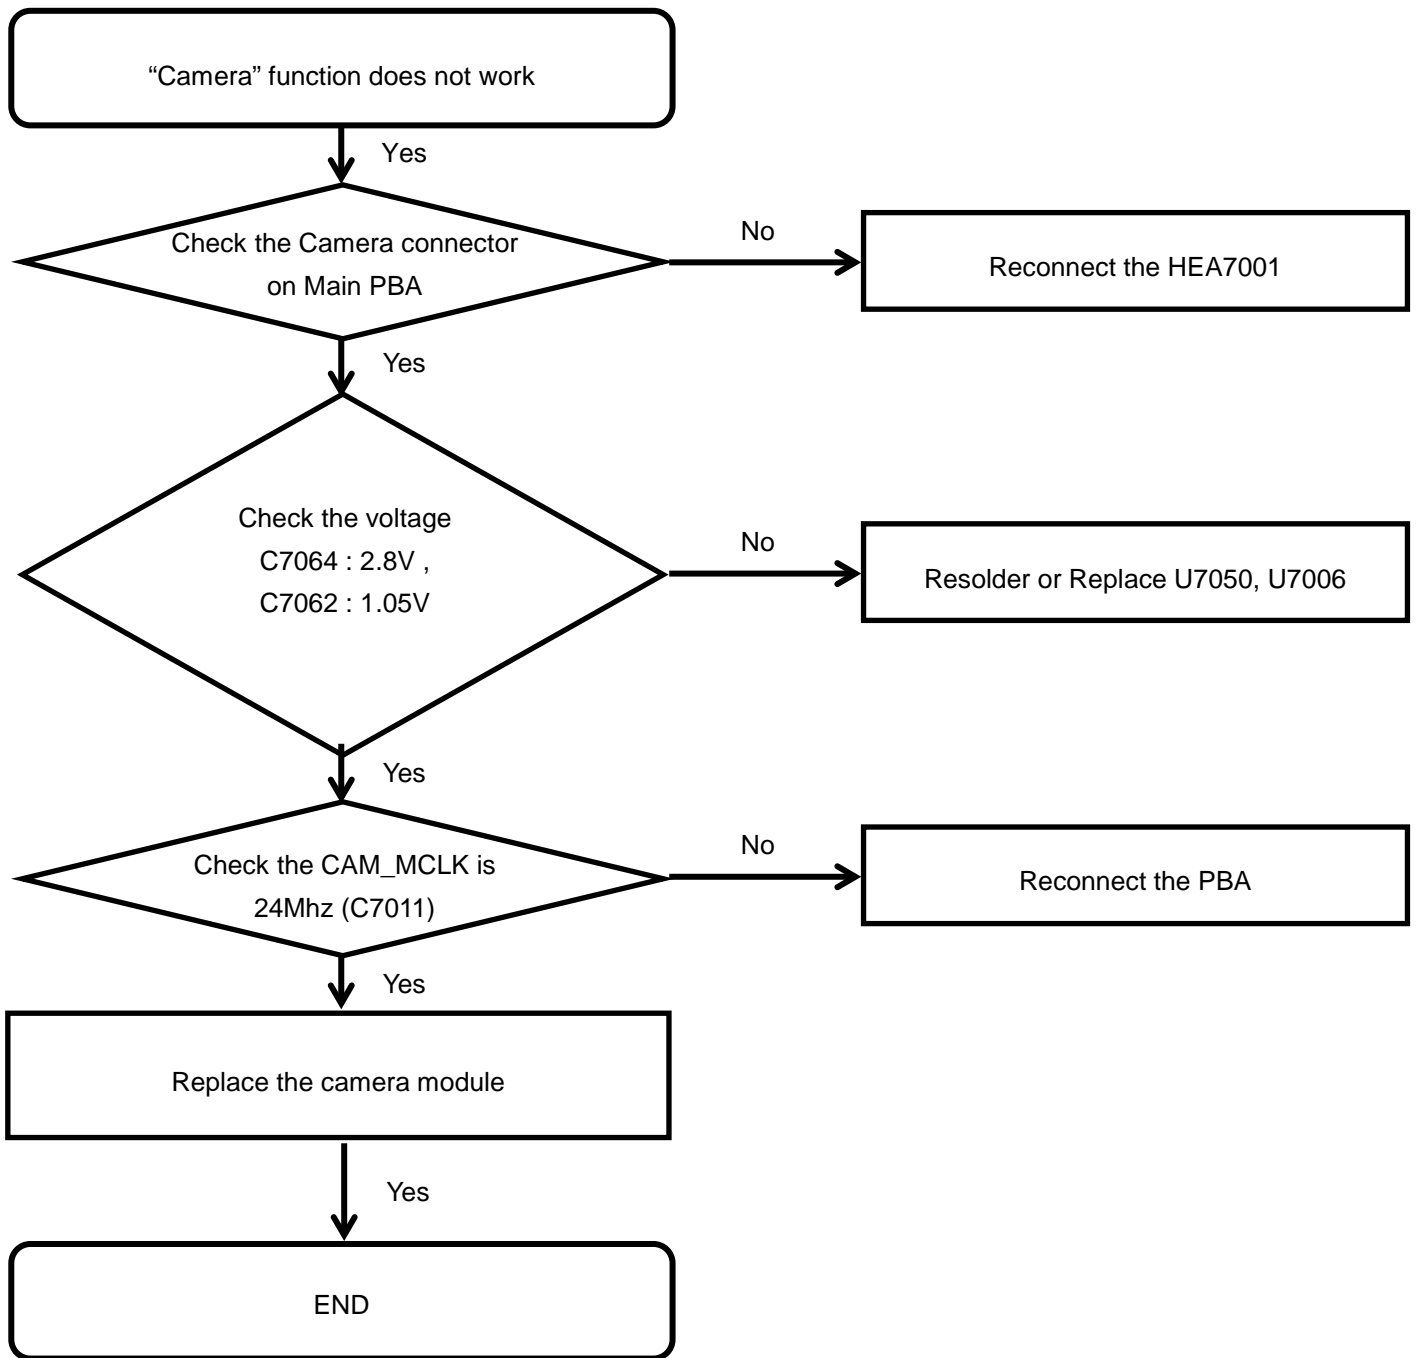 “Camera” function does not work
Yes
Check the Camera connector
on Main PBA
No
Reconnect the HEA7001
Yes
Check the voltage
C7064 : 2.8V ,
C7062 : 1.05V
No
Resolder or Replace U7050, U7006
Yes
Check the CAM_MCLK is
24Mhz (C7011)
No
Reconnect the PBA
Yes
Replace the camera module
Yes
END